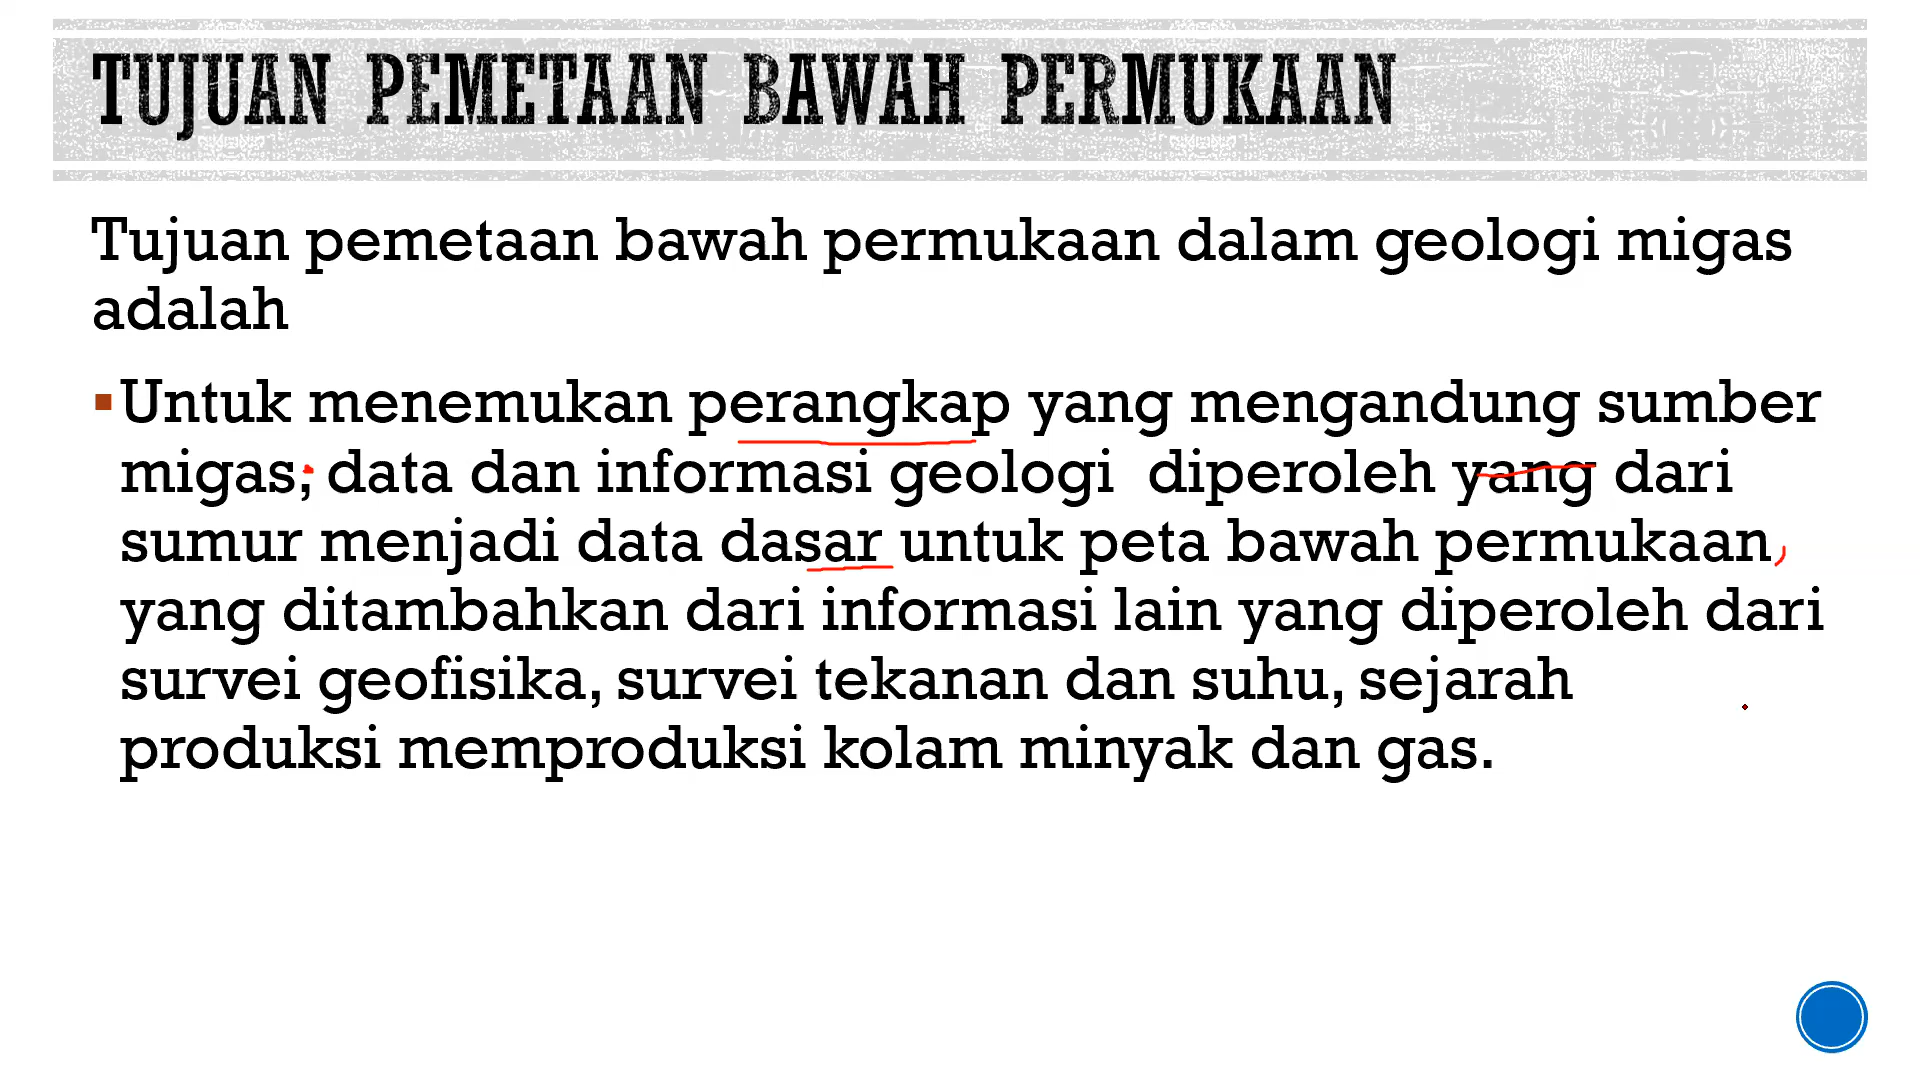 TUJUAN PEMETAAN BAWAH PERMUKAAN
Tujuan pemetaan bawah permukaan dalam geologi migas
adalah
▪Untuk menemukan perangkap yang mengandung sumber
migas; data dan informasi geologi diperoleh yang dari
sumur menjadi data dasar untuk peta bawah permukaan,
yang ditambahkan dari informasi lain yang diperoleh dari
survei geofisika, survei tekanan dan suhu, sejarah
produksi memproduksi kolam minyak dan gas.